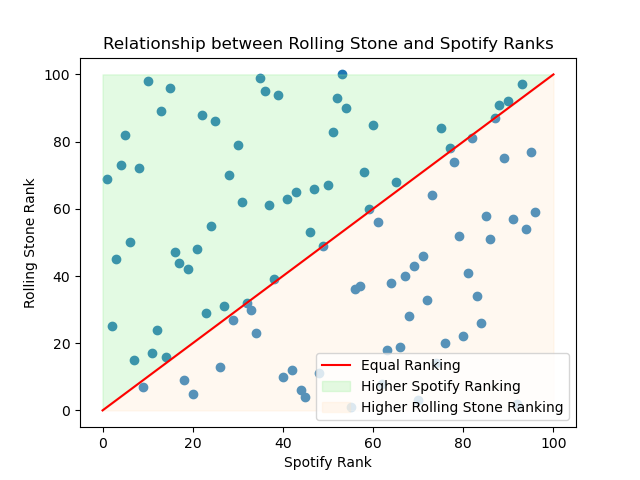 Relationship between Rolling Stone and Spotify Ranks
100
80
60
40
20
0
Rolling Stone Rank
Equal Ranking
Higher Spotify Ranking
Higher Rolling Stone Ranking
0 20 40 60 80 100
Spotify Rank